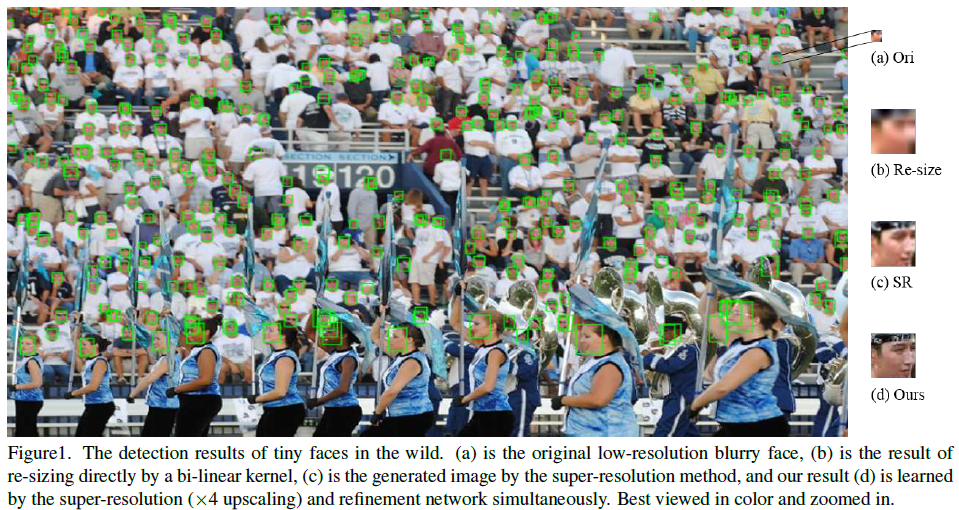 (a) Ori
(b) Re-size
SECTION SECTION
120
(c) SR
(d) Ours
Figure1. The detection results of tiny faces in the wild. (a) is the original low-resolution blurry face, (b) is the result of
re-sizing directly by a bi-linear kernel, (c) is the generated image by the super-resolution method, and our result (d) is learned
by the super-resolution (×4 upscaling) and refinement network simultaneously. Best viewed in color and zoomed in.